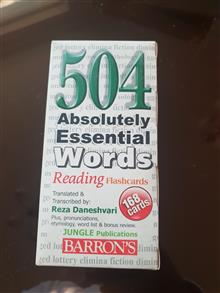 504
Absolutely
Essential
Words
Reading Flashcards
168 cards
Translated &
Transcribed by:
Reza Daneshvari
Plus, pronunciations,
etymology, word list & bonus review.
JUNGLE Publications
BARRON'S